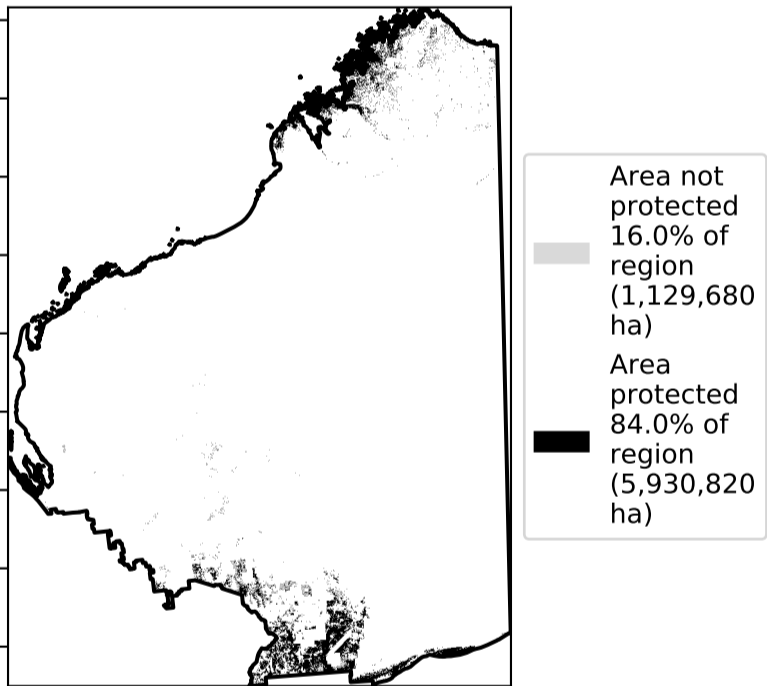 Area not
protected
16.0% of
region
(1,129,680
ha)
Area
protected
84.0% of
region
(5,930,820
ha)